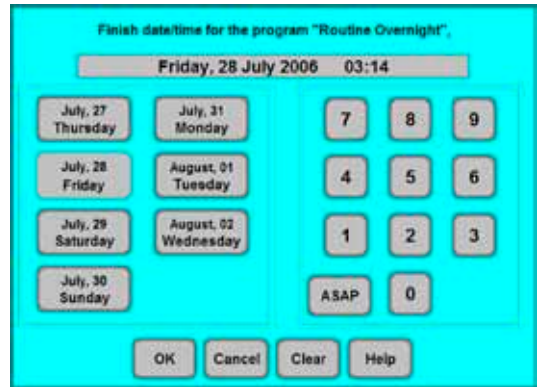 Finish date/time for the program "Routine Overnight",
Friday, 28 July 2006 03:14
July, 27
Thursday
July, 31
Monday
July, 28
Friday
August, 01
Tuesday
July, 29
Saturday
August, 02
Wednesday
July, 30
Sunday
7 8 9
4 5 6
1 2 3
ASAP 0
OK Cancel Clear Help